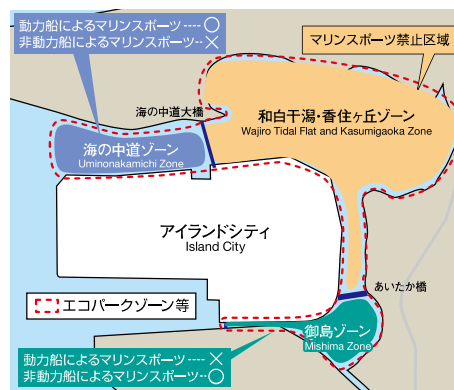 動力船によるマリンスポーツ----○
非動力船によるマリンスポーツ--×
マリンスポーツ禁止区域
海の中道大橋
和白干潟・香住ヶ丘ゾーン
Wajiro Tidal Flat and Kasumigaoka Zone
海の中道ゾーン
Uminonakamichi Zone
アイランドシティ
Island City
あいたか橋
エコパークゾーン等
御島ゾーン
Mishima Zone
動力船によるマリンスポーツ----×
非動力船によるマリンスポーツ--○